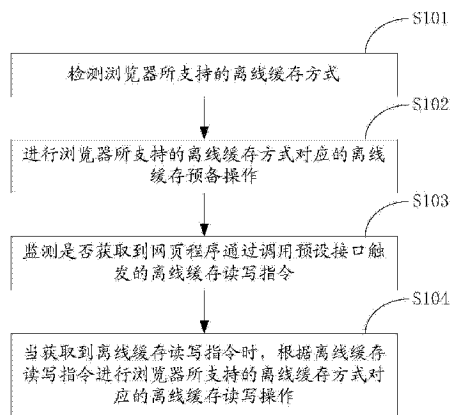 S101
检测浏览器所支持的离线缓存方式
S102
进行浏览器所支持的离线缓存方式对应的离线
缓存预备操作
S103
监测是否获取到网页程序通过调用预设接口触
发的离线缓存读写指令
S104
当获取到离线缓存读写指令时，根据离线缓存
读写指令进行浏览器所支持的离线缓存方式对
应的离线缓存读写操作